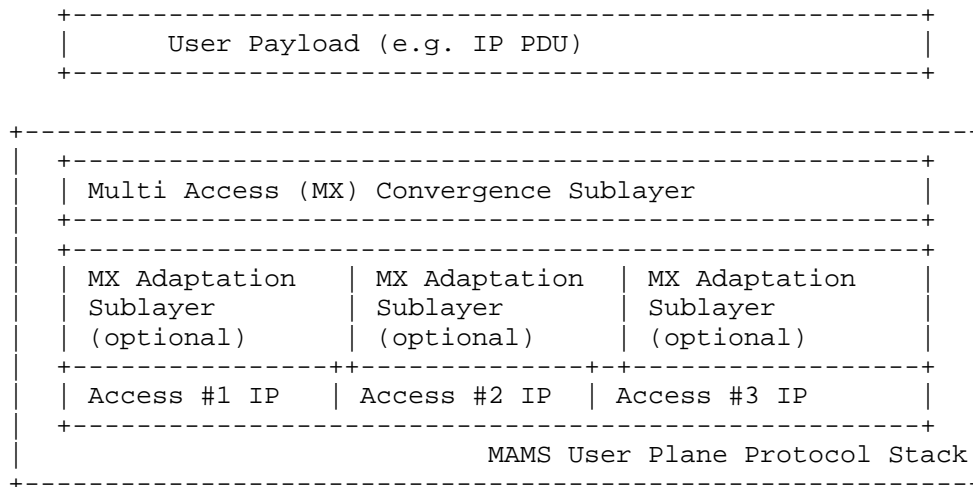 User Payload (e.g. IP PDU)
Multi Access (MX) Convergence Sublayer
MX Adaptation | MX Adaptation | MX Adaptation
Sublayer | Sublayer | Sublayer
(optional) | (optional) | (optional)
Access #1 IP | Access #2 IP | Access #3 IP
MAMS User Plane Protocol Stack